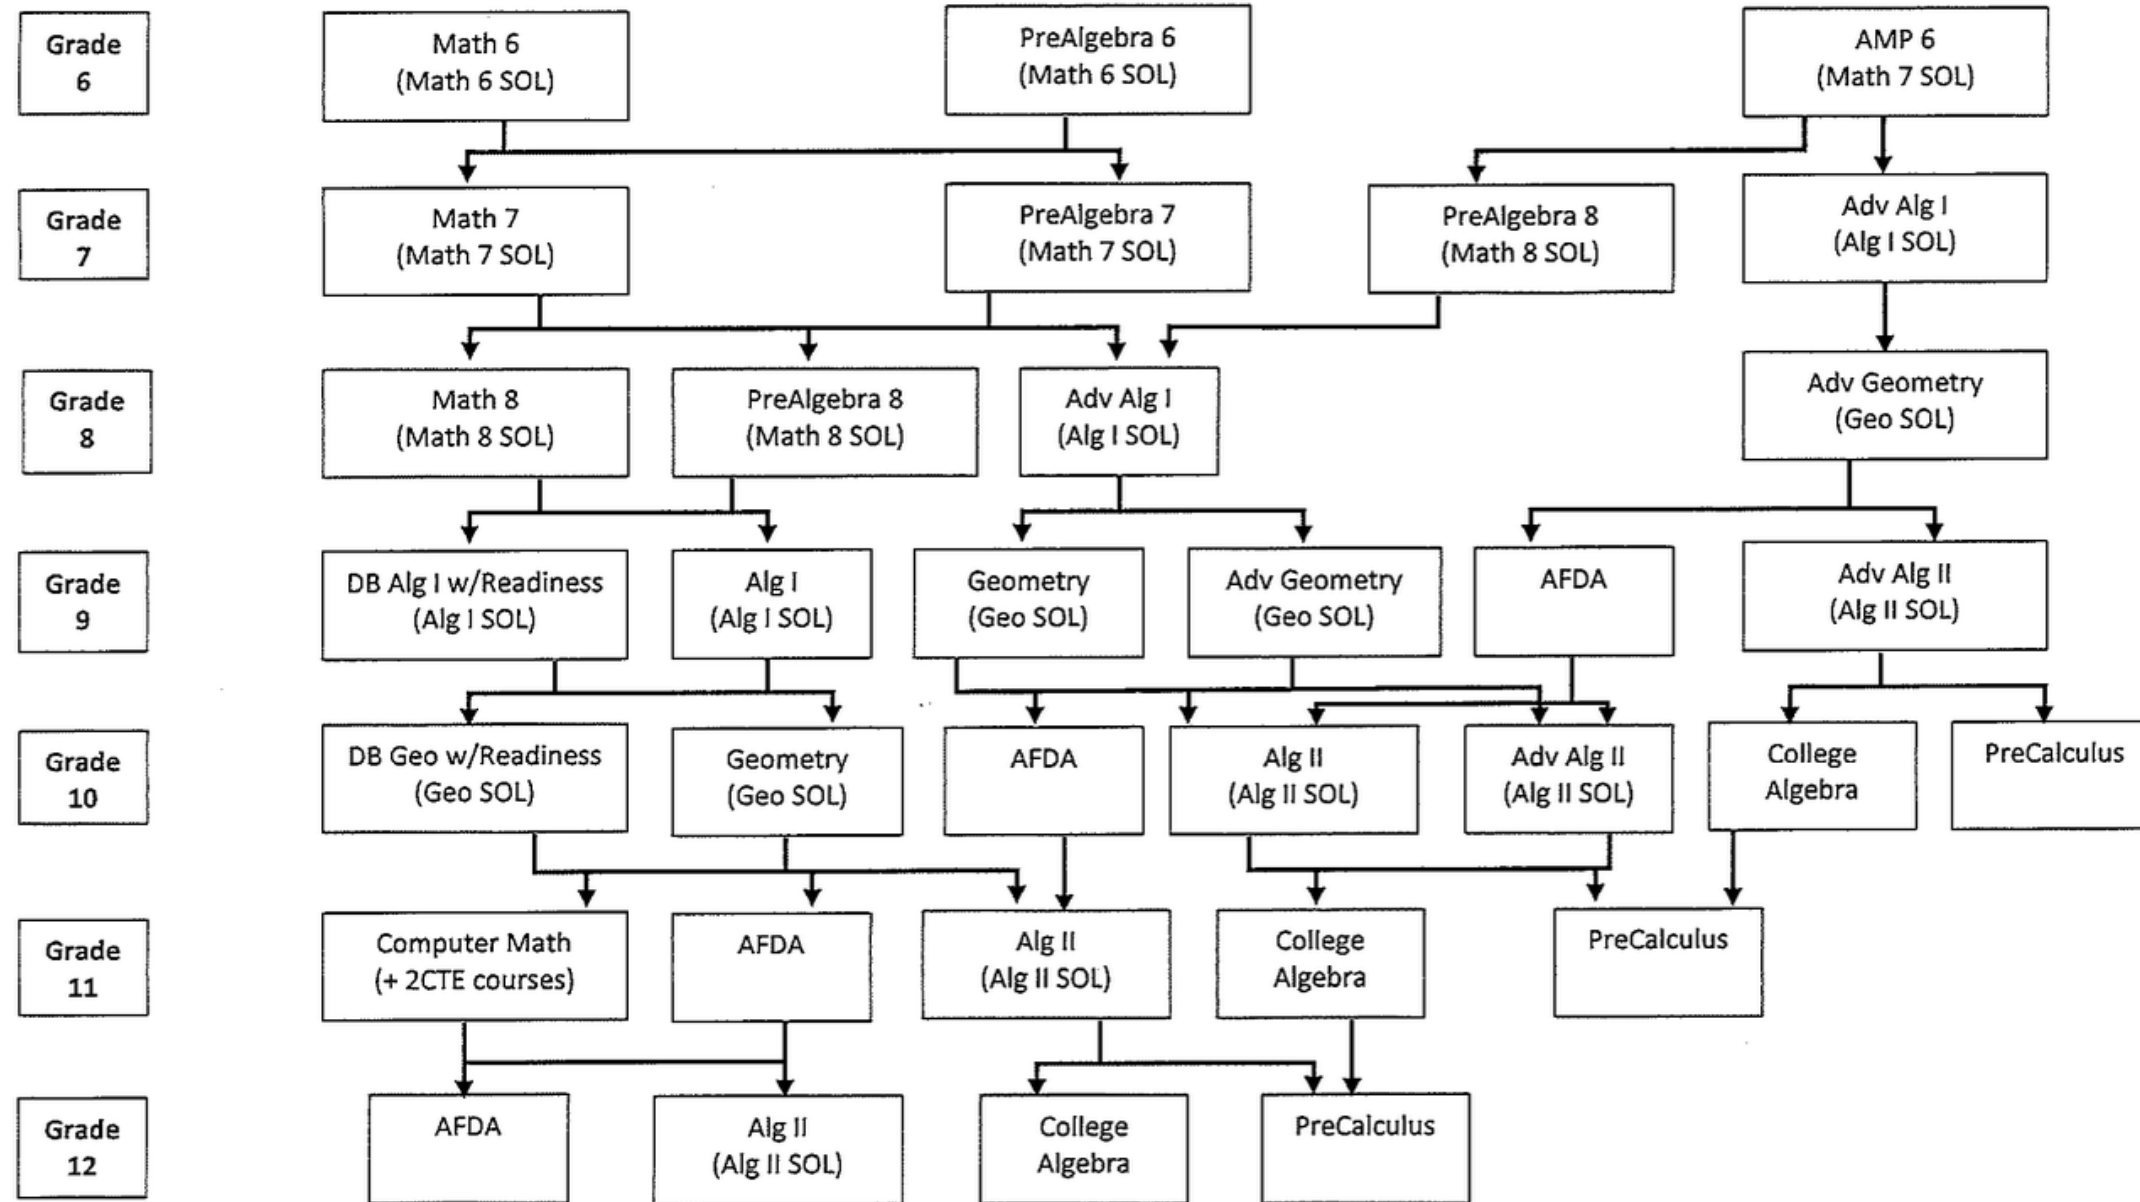 Grade
6
Math 6
(Math 6 SOL)
PreAlgebra 6
(Math 6 SOL)
AMP 6
(Math 7 SOL)
Grade
7
Math 7
(Math 7 SOL)
PreAlgebra 7
(Math 7 SOL)
PreAlgebra 8
(Math 8 SOL)
Adv Alg I
(Alg I SOL)
Grade
8
Math 8
(Math 8 SOL)
PreAlgebra 8
(Math 8 SOL)
Adv Alg I
(Alg I SOL)
Adv Geometry
(Geo SOL)
Grade
9
DB Alg I w/Readiness
(Alg I SOL)
Alg I
(Alg I SOL)
Geometry
(Geo SOL)
Adv Geometry
(Geo SOL)
AFDA
Adv Alg II
(Alg II SOL)
Grade
10
DB Geo w/Readiness
(Geo SOL)
Geometry
(Geo SOL)
AFDA
Alg II
(Alg II SOL)
Adv Alg II
(Alg II SOL)
College
Algebra
PreCalculus
Grade
11
Computer Math
(+ 2CTE courses)
AFDA
Alg II
(Alg II SOL)
College
Algebra
PreCalculus
Grade
12
AFDA
Alg II
(Alg II SOL)
College
Algebra
PreCalculus